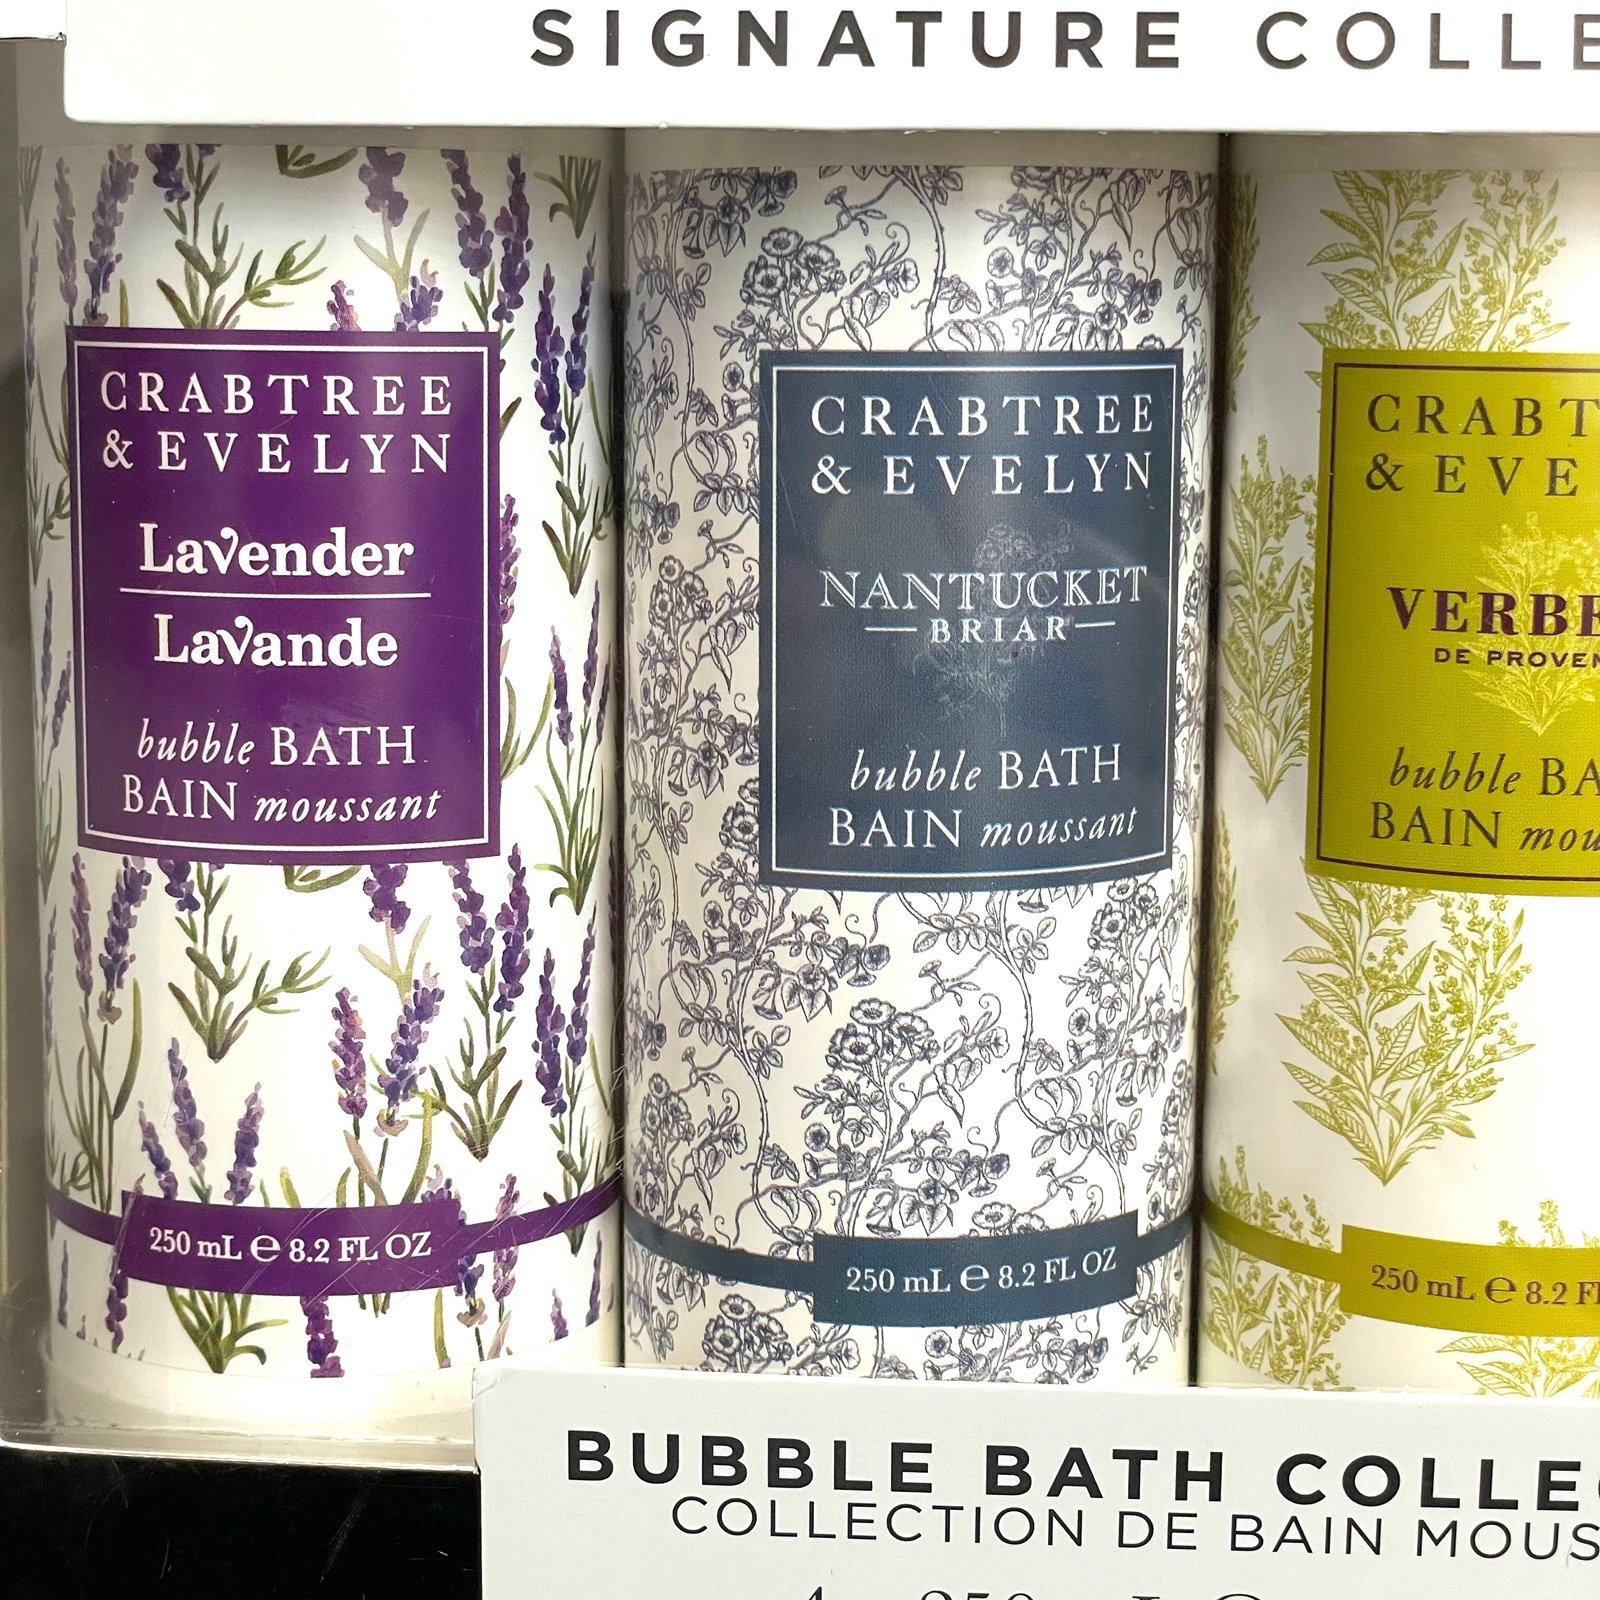 SIGNATURE COLLE
CRABTREE
& EVELYN
Lavender
Lavande
bubble BATH
BAIN moussant
250 mL ℮ 8.2 FL OZ
CRABTREE
& EVELYN
NANTUCKET
BRIAR
bubble BATH
BAIN moussant
250 mL ℮ 8.2 FL OZ
CRABT
& EVE
VERBE
DE PROVEN
bubble BA
BAIN mou
250 mL ℮ 8.2 F
BUBBLE BATH COLLEC
COLLECTION DE BAIN MOUS